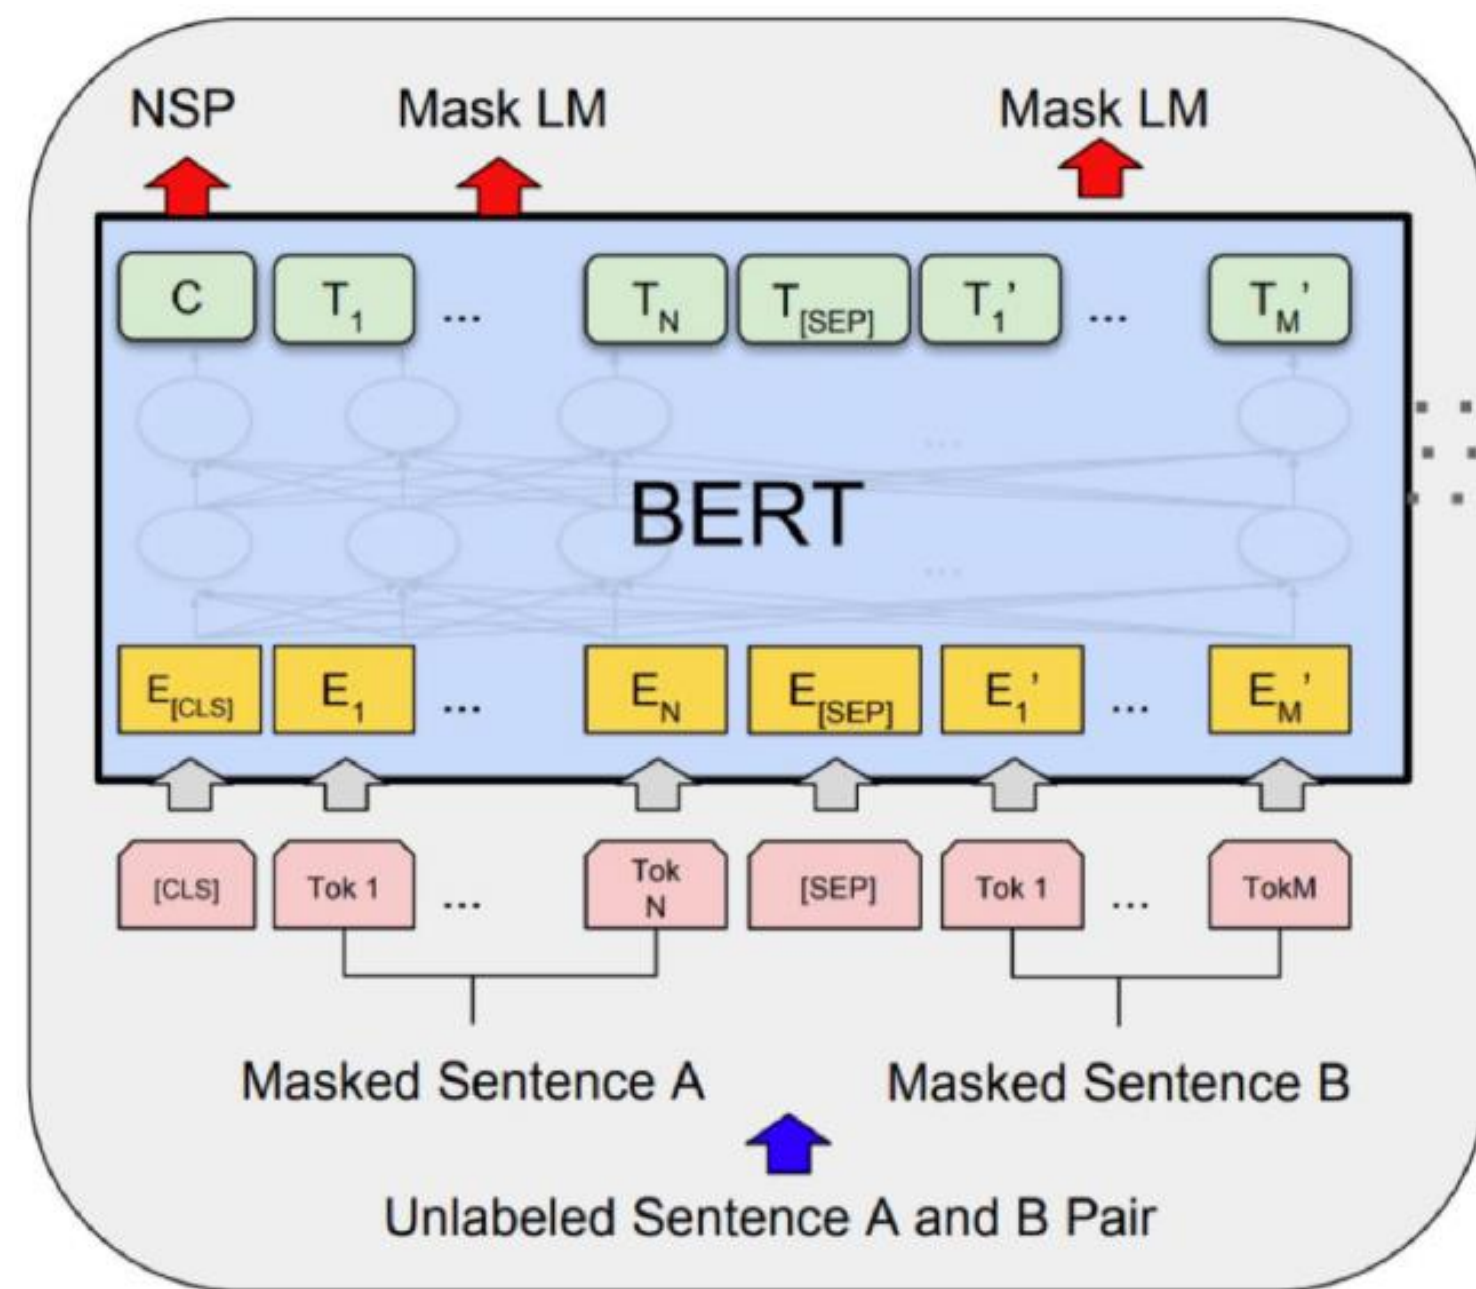 NSP Mask LM Mask LM
C T1 ... TN T[SEP] T1' ... TM'
... 
BERT
...
E[CLS] E1 ... EN E[SEP] E1' ... EM'
[CLS] Tok 1 ... Tok N [SEP] Tok 1 ... TokM
Masked Sentence A Masked Sentence B
Unlabeled Sentence A and B Pair